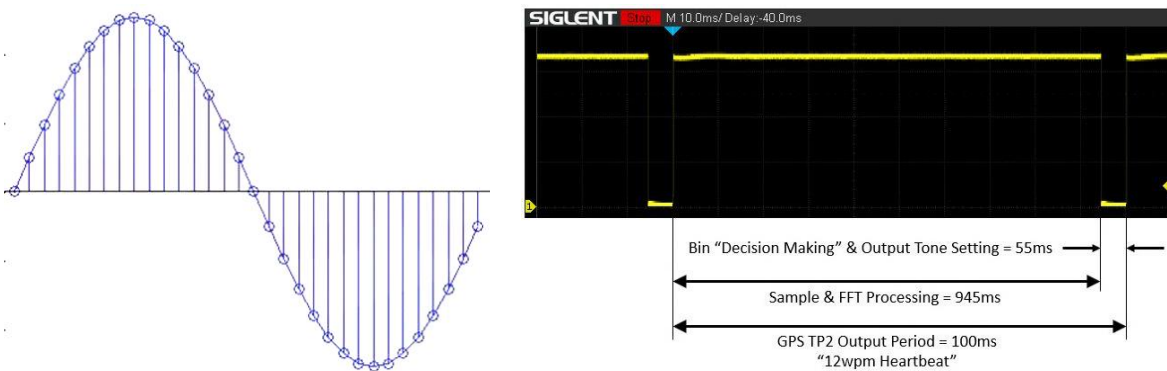 SIGLENT Stop M 10.0ms/ Delay:-40.0ms
1
Bin “Decision Making” & Output Tone Setting = 55ms
Sample & FFT Processing = 945ms
GPS TP2 Output Period = 100ms
“12wpm Heartbeat”